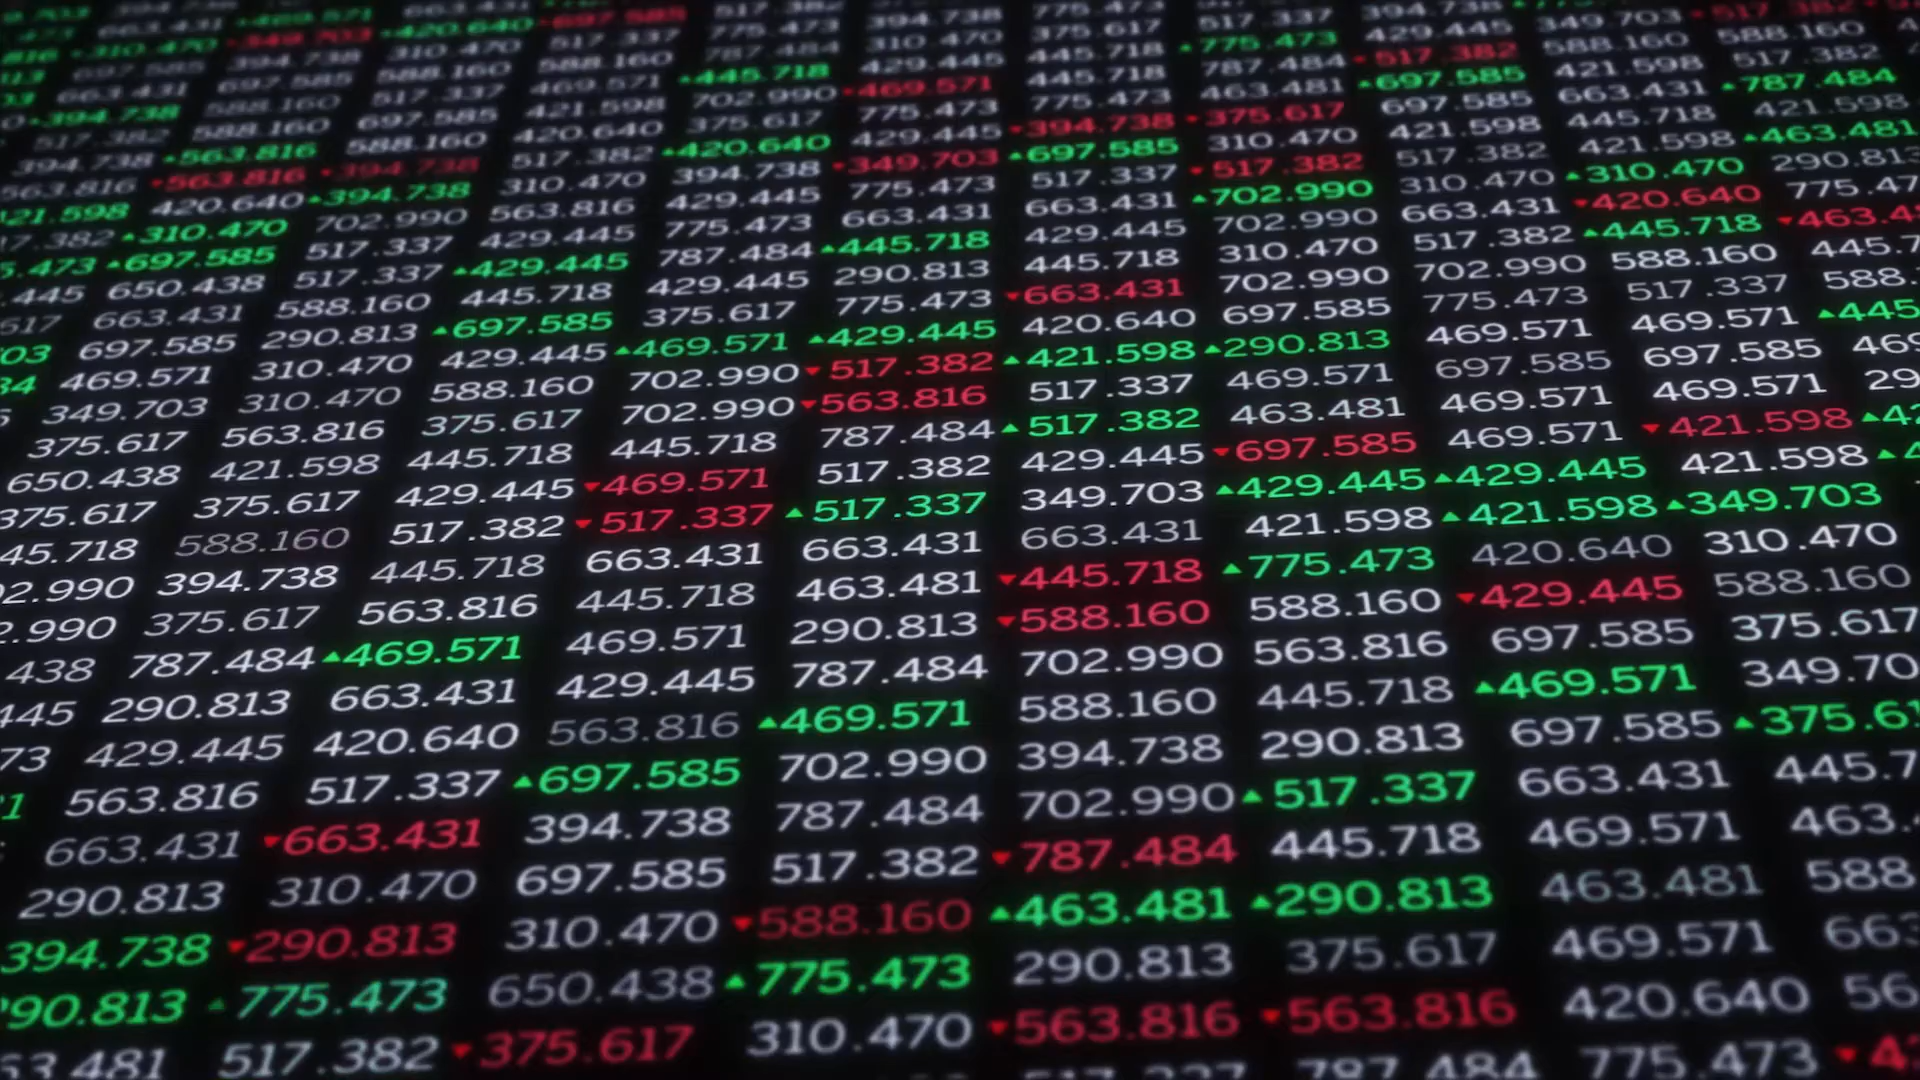 394.738
663.431 469.571 663.431
310.470 349.703 420.640 697.585 517.382
697.585 394.738 310.470 517.337 775.473 394.738 775.473
663.431 697.585 588.160 588.160 787.484 310.470 375.617 517.337 394.738
394.738 588.160 517.337 469.571 445.718 429.445 445.718 775.473 429.445 349.703 517.382
517.382 588.160 697.585 421.598 702.990 469.571 445.718 787.484 517.382 588.160 588.160
394.738 563.816 588.160 420.640 375.617 775.473 775.473 463.481 697.585 421.598 517.382
563.816 563.816 394.738 517.382 420.640 429.445 394.738 375.617 697.585 663.431 787.484
421.598 420.640 394.738 310.470 394.738 349.703 697.585 310.470 421.598 445.718 421.598
7.382 310.470 702.990 563.816 429.445 775.473 517.337 517.382 517.382 421.598 463.481
5.473 697.585 517.337 429.445 775.473 663.431 663.431 702.990 310.470 310.470 290.813
.445 650.438 517.337 429.445 787.484 445.718 429.445 702.990 663.431 420.640 775.47
617 663.431 588.160 445.718 429.445 290.813 445.718 310.470 517.382 445.718 463.4
03 697.585 290.813 697.585 375.617 775.473 663.431 702.990 702.990 588.160 445.7
34 469.571 310.470 429.445 469.571 429.445 420.640 697.585 775.473 517.337 588.
349.703 310.470 588.160 702.990 517.382 421.598 290.813 469.571 469.571 445
375.617 563.816 375.617 702.990 563.816 517.337 469.571 697.585 697.585 469
650.438 421.598 445.718 445.718 787.484 517.382 463.481 469.571 469.571 29
375.617 375.617 429.445 469.571 517.382 429.445 697.585 469.571 421.598 42
45.718 588.160 517.382 517.337 517.337 349.703 429.445 429.445 421.598
2.990 394.738 445.718 663.431 663.431 663.431 421.598 421.598 349.703
2.990 375.617 563.816 445.718 463.481 445.718 775.473 420.640 310.470
438 787.484 469.571 469.571 290.813 588.160 588.160 429.445 588.160
445 290.813 663.431 429.445 787.484 702.990 563.816 697.585 375.617
73 429.445 420.640 563.816 469.571 588.160 445.718 469.571 349.70
1 563.816 517.337 697.585 702.990 394.738 290.813 697.585 375.61
663.431 663.431 394.738 787.484 702.990 517.337 663.431 445.7
290.813 310.470 697.585 517.382 787.484 445.718 469.571 463.
394.738 290.813 310.470 588.160 463.481 290.813 463.481 588
90.813 775.473 650.438 775.473 290.813 375.617 469.571 663
53.481 517.382 375.617 310.470 563.816 563.816 420.640 56
517.337 787.484 775.473 42